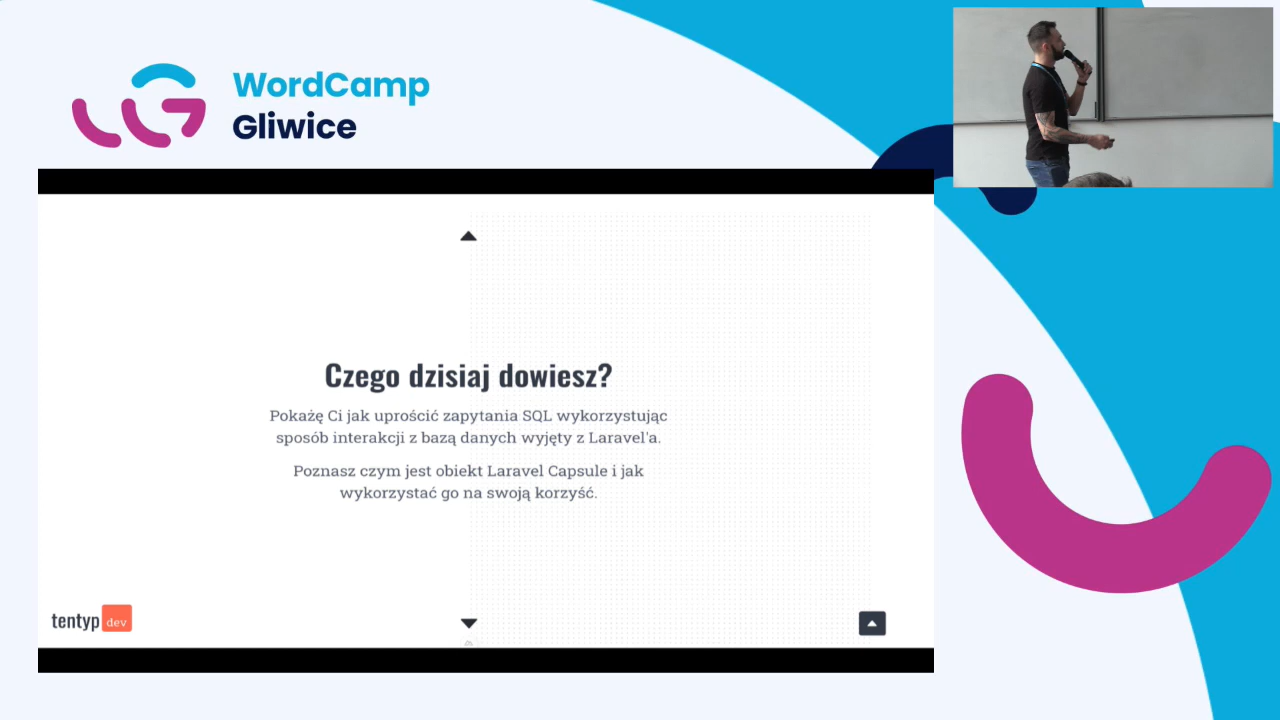 WordCamp
Gliwice
Czego dzisiaj dowiesz?
Pokażę Ci jak uprościć zapytania SQL wykorzystując
sposób interakcji z bazą danych wyjęty z Laravel'a.
Poznasz czym jest obiekt Laravel Capsule i jak
wykorzystać go na swoją korzyść.
tentyp dev